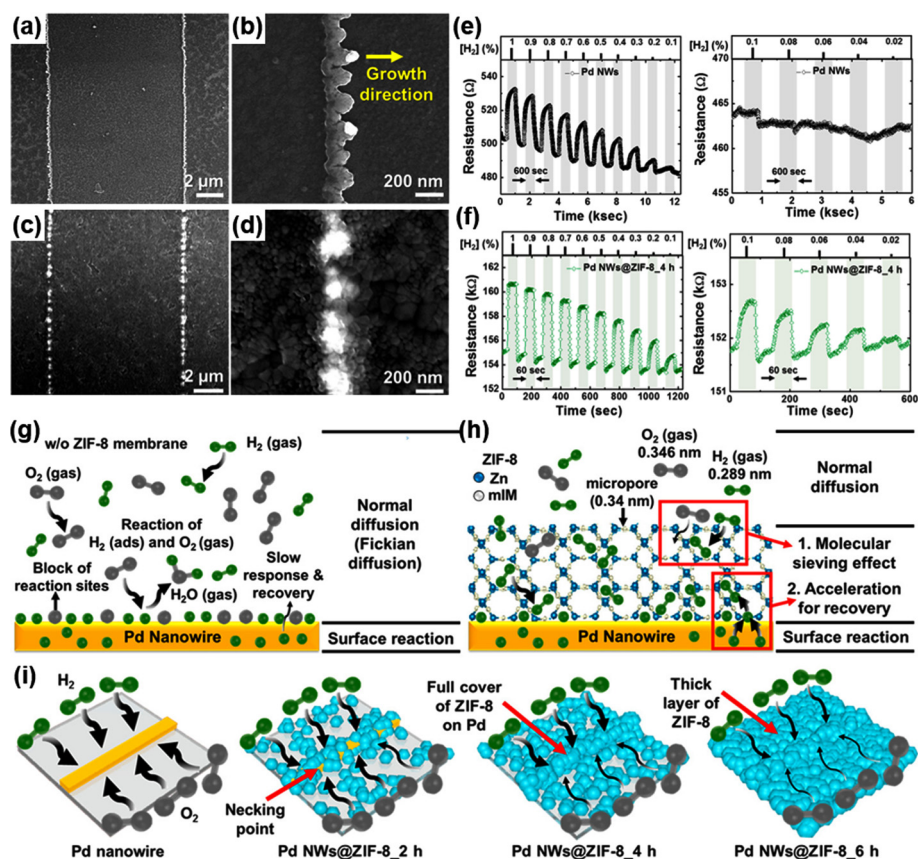 (a)
2 μm
(b)
Growth
direction
200 nm
(c)
2 μm
(d)
200 nm
(e)
[H2] (%)
1 0.9 0.8 0.7 0.6 0.5 0.4 0.3 0.2 0.1
Resistance (Ω)
540
520
500
480
Pd NWs
600 sec
0 2 4 6 8 10 12
Time (ksec)
[H2] (%)
0.1 0.08 0.06 0.04 0.02
Resistance (Ω)
465
460
455
Pd NWs
600 sec
0 1 2 3 4 5 6
Time (ksec)
(f)
[H2] (%)
1 0.9 0.8 0.7 0.6 0.5 0.4 0.3 0.2 0.1
Resistance (kΩ)
162
160
158
156
154
152
Pd NWs@ZIF-8_4 h
60 sec
0 200 400 600 800 1000 1200
Time (sec)
[H2] (%)
0.1 0.08 0.06 0.04 0.02
Resistance (kΩ)
153
152
151
Pd NWs@ZIF-8_4 h
60 sec
0 200 400 600
Time (sec)
(g)
w/o ZIF-8 membrane
H2 (gas)
O2 (gas)
Reaction of
H2 (ads) and O2 (gas)
Block of
reaction sites
H2O (gas)
Slow
response &
recovery
Pd Nanowire
Normal
diffusion
(Fickian
diffusion)
Surface reaction
(h)
ZIF-8
Zn
mIM
micropore
(0.34 nm)
O2 (gas)
0.346 nm
H2 (gas)
0.289 nm
Normal
diffusion
1. Molecular
sieving effect
2. Acceleration
for recovery
Pd Nanowire
Surface reaction
(i)
H2
O2
Pd nanowire
Necking
point
Pd NWs@ZIF-8_2 h
Full cover
of ZIF-8
on Pd
Pd NWs@ZIF-8_4 h
Thick
layer of
ZIF-8
Pd NWs@ZIF-8_6 h